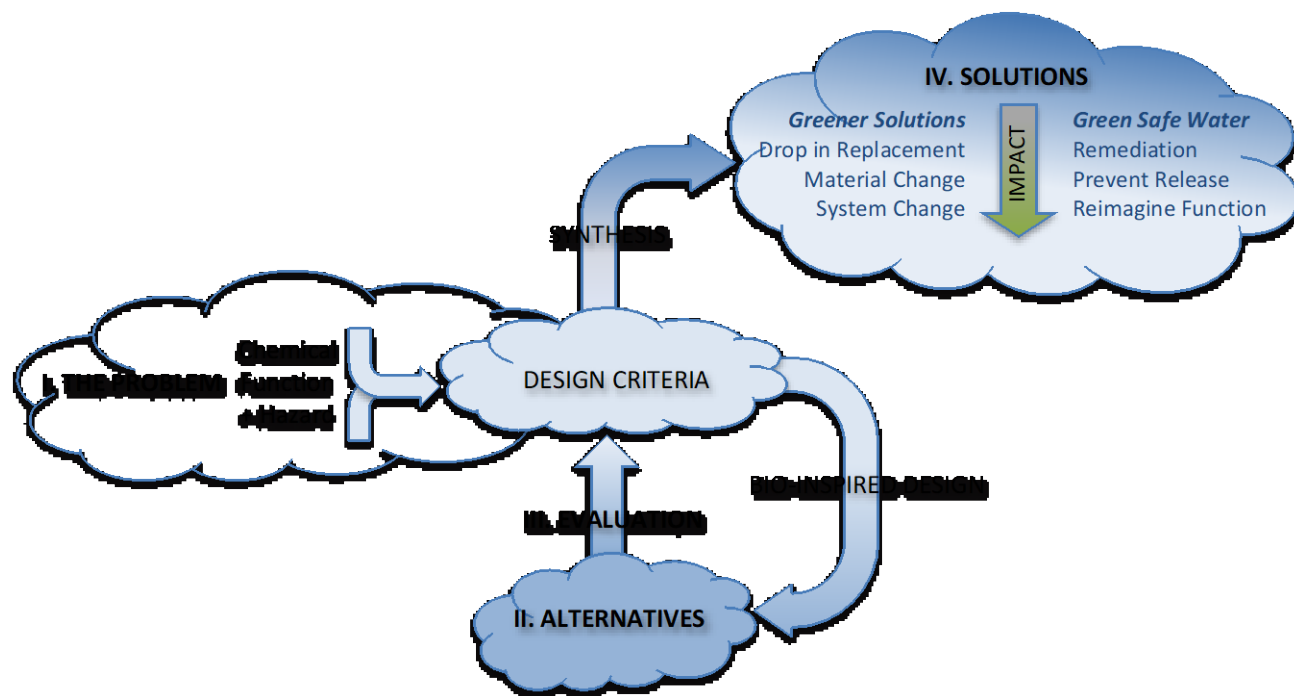 IV. SOLUTIONS
Greener Solutions
Drop in Replacement
Material Change
System Change
IMPACT
Green Safe Water
Remediation
Prevent Release
Reimagine Function
SYNTHESIS
I. THE PROBLEM
Chemical
Function
+ Hazard
DESIGN CRITERIA
BIO-INSPIRED DESIGN
III. EVALUATION
II. ALTERNATIVES